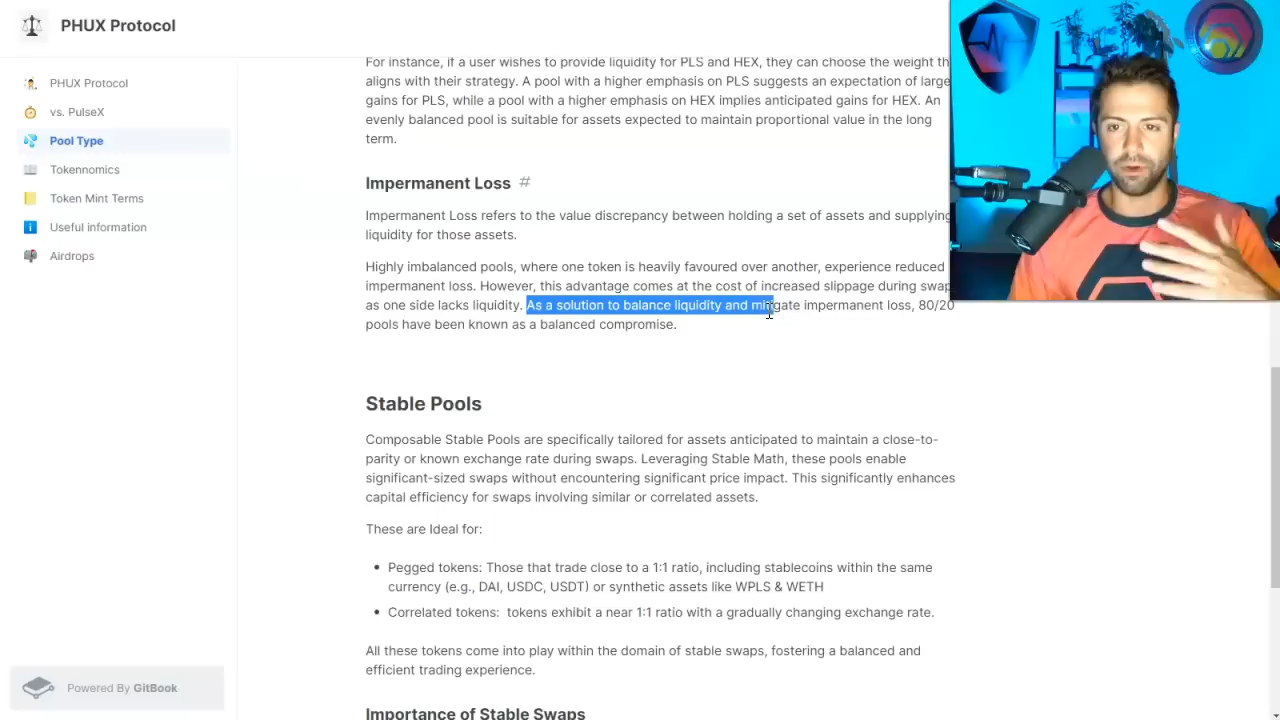 PHUX Protocol
PHUX Protocol
vs. PulseX
Pool Type
Tokennomics
Token Mint Terms
Useful information
Airdrops
Powered By GitBook
For instance, if a user wishes to provide liquidity for PLS and HEX, they can choose the weight th
aligns with their strategy. A pool with a higher emphasis on PLS suggests an expectation of large
gains for PLS, while a pool with a higher emphasis on HEX implies anticipated gains for HEX. An
evenly balanced pool is suitable for assets expected to maintain proportional value in the long
term.
Impermanent Loss #
Impermanent Loss refers to the value discrepancy between holding a set of assets and supplying
liquidity for those assets.
Highly imbalanced pools, where one token is heavily favoured over another, experience reduced
impermanent loss. However, this advantage comes at the cost of increased slippage during swap
as one side lacks liquidity. As a solution to balance liquidity and mitigate impermanent loss, 80/20
pools have been known as a balanced compromise.
Stable Pools
Composable Stable Pools are specifically tailored for assets anticipated to maintain a close-to-
parity or known exchange rate during swaps. Leveraging Stable Math, these pools enable
significant-sized swaps without encountering significant price impact. This significantly enhances
capital efficiency for swaps involving similar or correlated assets.
These are Ideal for:
• Pegged tokens: Those that trade close to a 1:1 ratio, including stablecoins within the same
currency (e.g., DAI, USDC, USDT) or synthetic assets like WPLS & WETH
• Correlated tokens: tokens exhibit a near 1:1 ratio with a gradually changing exchange rate.
All these tokens come into play within the domain of stable swaps, fostering a balanced and
efficient trading experience.
Importance of Stable Swaps